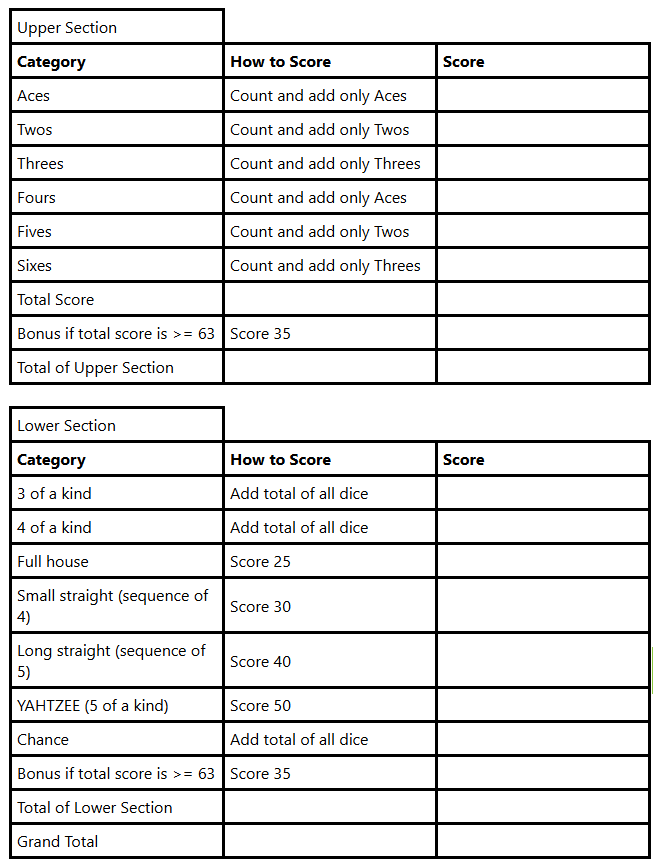 Upper Section
Category How to Score Score
Aces Count and add only Aces
Twos Count and add only Twos
Threes Count and add only Threes
Fours Count and add only Aces
Fives Count and add only Twos
Sixes Count and add only Threes
Total Score
Bonus if total score is >= 63 Score 35
Total of Upper Section
Lower Section
Category How to Score Score
3 of a kind Add total of all dice
4 of a kind Add total of all dice
Full house Score 25
Small straight (sequence of
4) Score 30
Long straight (sequence of
5) Score 40
YAHTZEE (5 of a kind) Score 50
Chance Add total of all dice
Bonus if total score is >= 63 Score 35
Total of Lower Section
Grand Total